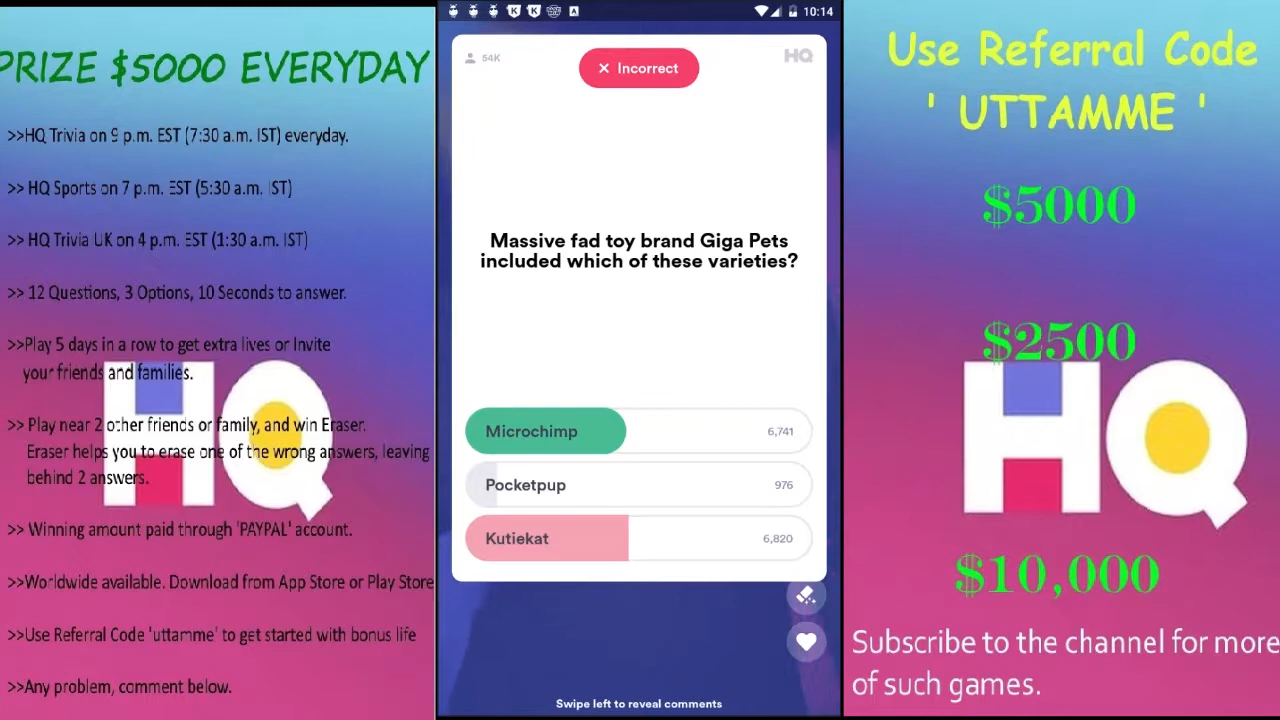 PRIZE $5000 EVERYDAY
>>HQ Trivia on 9 p.m. EST (7:30 a.m. IST) everyday.
>> HQ Sports on 7 p.m. EST (5:30 a.m. IST)
>> HQ Trivia UK on 4 p.m. EST (1:30 a.m. IST)
>> 12 Questions, 3 Options, 10 Seconds to answer.
>>Play 5 days in a row to get extra lives or Invite
your friends and families.
>> Play near 2 other friends or family, and win Eraser.
Eraser helps you to erase one of the wrong answers, leaving
behind 2 answers.
>> Winning amount paid through 'PAYPAL' account.
>>Worldwide available. Download from App Store or Play Store
>>Use Referral Code 'uttamme' to get started with bonus life
>>Any problem, comment below.
HQ
10:14
54K
HQ
× Incorrect
Massive fad toy brand Giga Pets
included which of these varieties?
Microchimp 6,741
Pocketpup 976
Kutiekat 6,820
Swipe left to reveal comments
Use Referral Code
' UTTAMME '
$5000
$2500
HQ
$10,000
Subscribe to the channel for more
of such games.